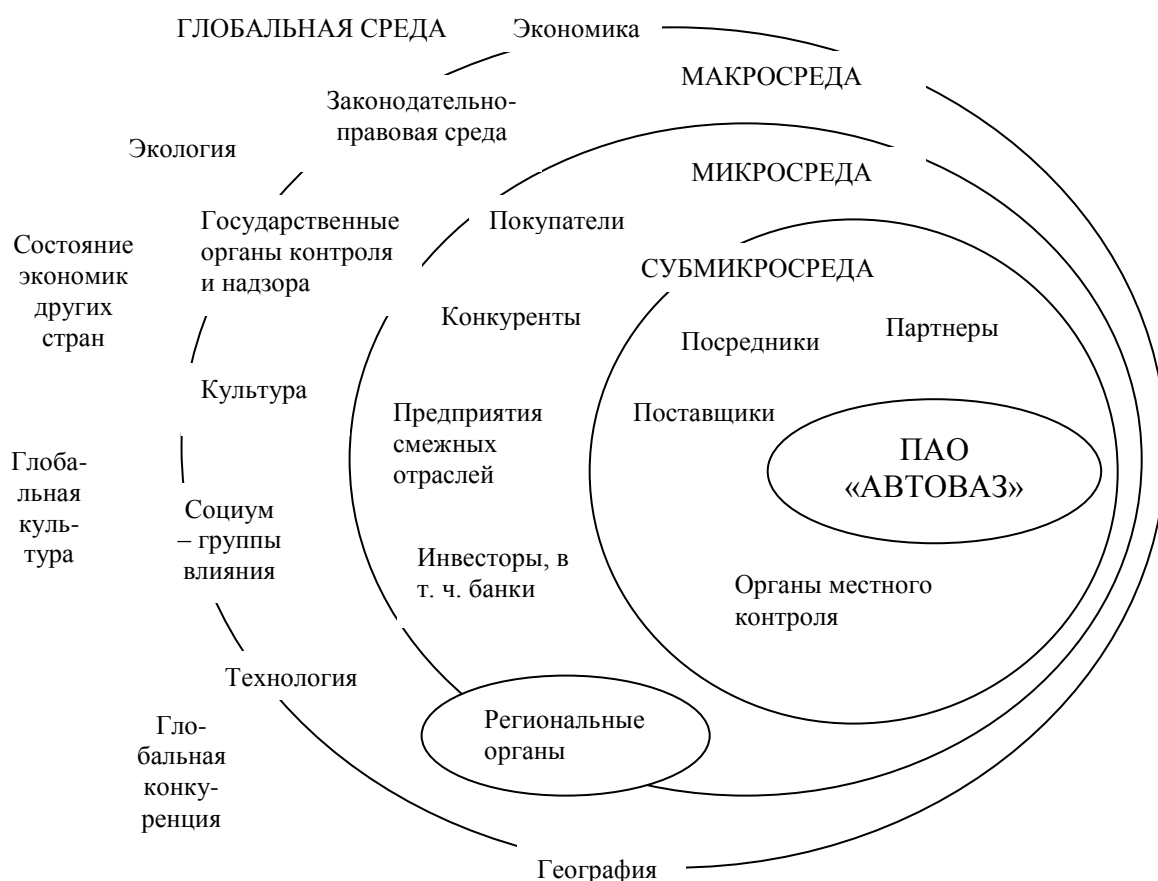 ГЛОБАЛЬНАЯ СРЕДА
Экономика
МАКРОСРЕДА
Законодательно-
правовая среда
Экология
МИКРОСРЕДА
Государственные
органы контроля
и надзора
Покупатели
Состояние
экономик
других
стран
СУБМИКРОСРЕДА
Конкуренты
Посредники
Партнеры
Культура
Предприятия
смежных
отраслей
Поставщики
ПАО
«АВТОВАЗ»
Глоба-
льная
куль-
тура
Социум
– группы
влияния
Инвесторы, в
т. ч. банки
Органы местного
контроля
Технология
Региональные
органы
Гло-
бальная
конку-
ренция
География